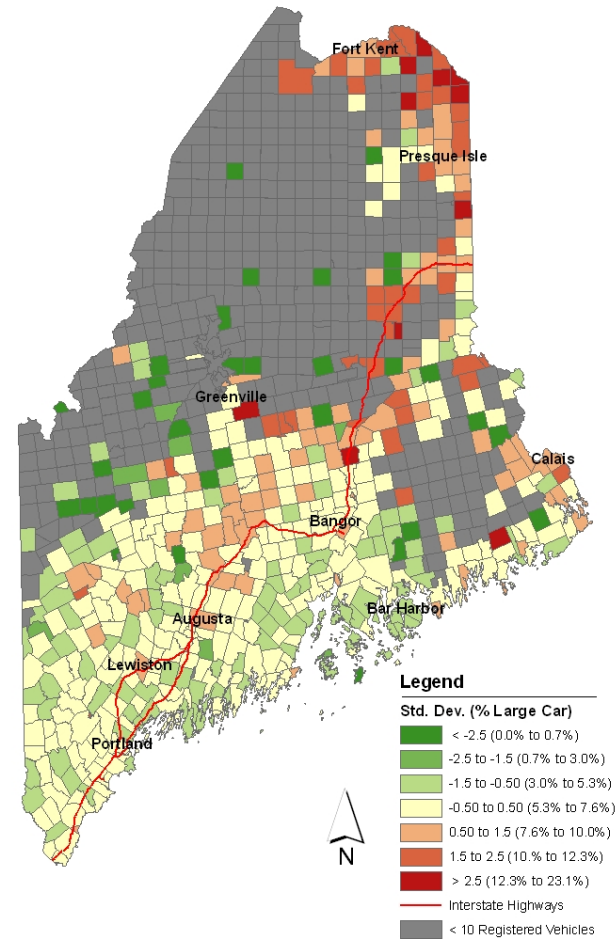 Fort Kent
Presque Isle
Greenville
Calais
Bangor
Bar Harbor
Augusta
Lewiston
Portland
N
Legend
Std. Dev. (% Large Car)
< -2.5 (0.0% to 0.7%)
-2.5 to -1.5 (0.7% to 3.0%)
-1.5 to -0.50 (3.0% to 5.3%)
-0.50 to 0.50 (5.3% to 7.6%)
0.50 to 1.5 (7.6% to 10.0%)
1.5 to 2.5 (10.% to 12.3%)
> 2.5 (12.3% to 23.1%)
Interstate Highways
< 10 Registered Vehicles